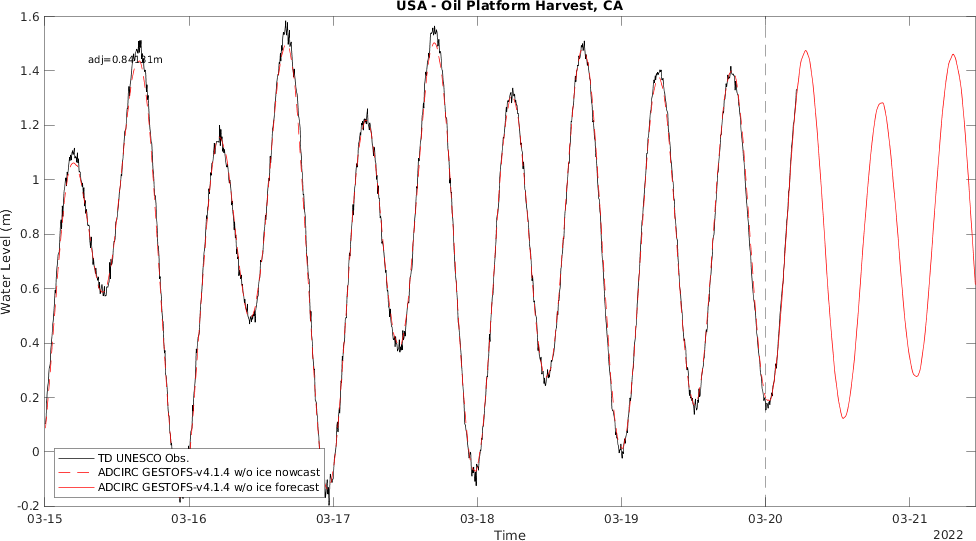 USA - Oil Platform Harvest, CA
1.6
1.4
1.2
1
0.8
0.6
0.4
0.2
0
-0.2
Water Level (m)
TD UNESCO Obs.
ADCIRC GESTOFS-v4.1.4 w/o ice nowcast
ADCIRC GESTOFS-v4.1.4 w/o ice forecast
03-15 03-16 03-17 03-18 03-19 03-20 03-21
Time
2022